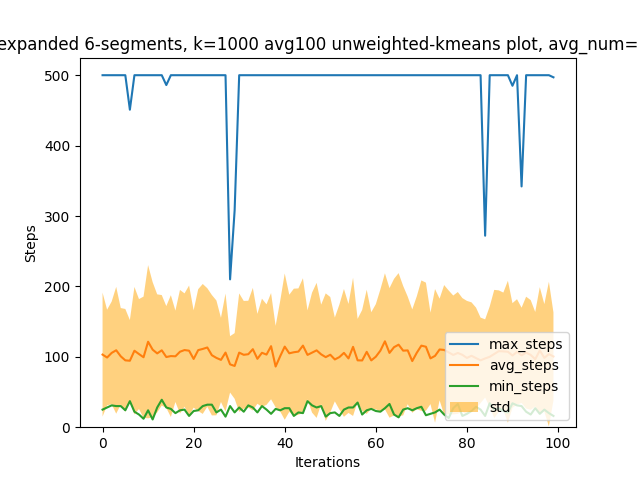 expanded 6-segments, k=1000 avg100 unweighted-kmeans plot, avg_num=
500
400
300
200
100
0
Steps
0 20 40 60 80 100
Iterations
max_steps
avg_steps
min_steps
std